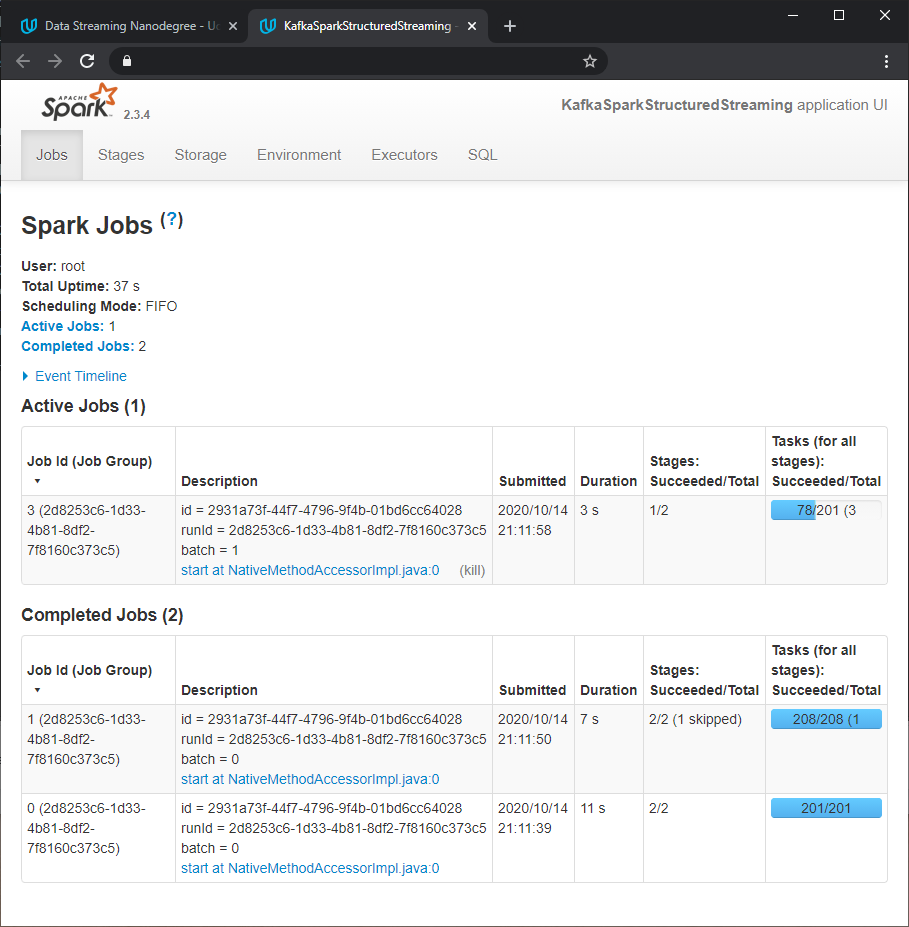 Data Streaming Nanodegree - Uc
KafkaSparkStructuredStreaming -
APACHE
Spark 2.3.4
KafkaSparkStructuredStreaming application UI
Jobs Stages Storage Environment Executors SQL
Spark Jobs (?)
User: root
Total Uptime: 37 s
Scheduling Mode: FIFO
Active Jobs: 1
Completed Jobs: 2
Event Timeline
Active Jobs (1)
Job Id (Job Group)
Description
Submitted
Duration
Stages:
Succeeded/Total
Tasks (for all
stages):
Succeeded/Total
3 (2d8253c6-1d33-
4b81-8df2-
7f8160c373c5)
id = 2931a73f-44f7-4796-9f4b-01bd6cc64028
runId = 2d8253c6-1d33-4b81-8df2-7f8160c373c5
batch = 1
start at NativeMethodAccessorImpl.java:0 (kill)
2020/10/14
21:11:58
3 s
1/2
78/201 (3
Completed Jobs (2)
Job Id (Job Group)
Description
Submitted
Duration
Stages:
Succeeded/Total
Tasks (for all
stages):
Succeeded/Total
1 (2d8253c6-1d33-
4b81-8df2-
7f8160c373c5)
id = 2931a73f-44f7-4796-9f4b-01bd6cc64028
runId = 2d8253c6-1d33-4b81-8df2-7f8160c373c5
batch = 0
start at NativeMethodAccessorImpl.java:0
2020/10/14
21:11:50
7 s
2/2 (1 skipped)
208/208 (1
0 (2d8253c6-1d33-
4b81-8df2-
7f8160c373c5)
id = 2931a73f-44f7-4796-9f4b-01bd6cc64028
runId = 2d8253c6-1d33-4b81-8df2-7f8160c373c5
batch = 0
start at NativeMethodAccessorImpl.java:0
2020/10/14
21:11:39
11 s
2/2
201/201